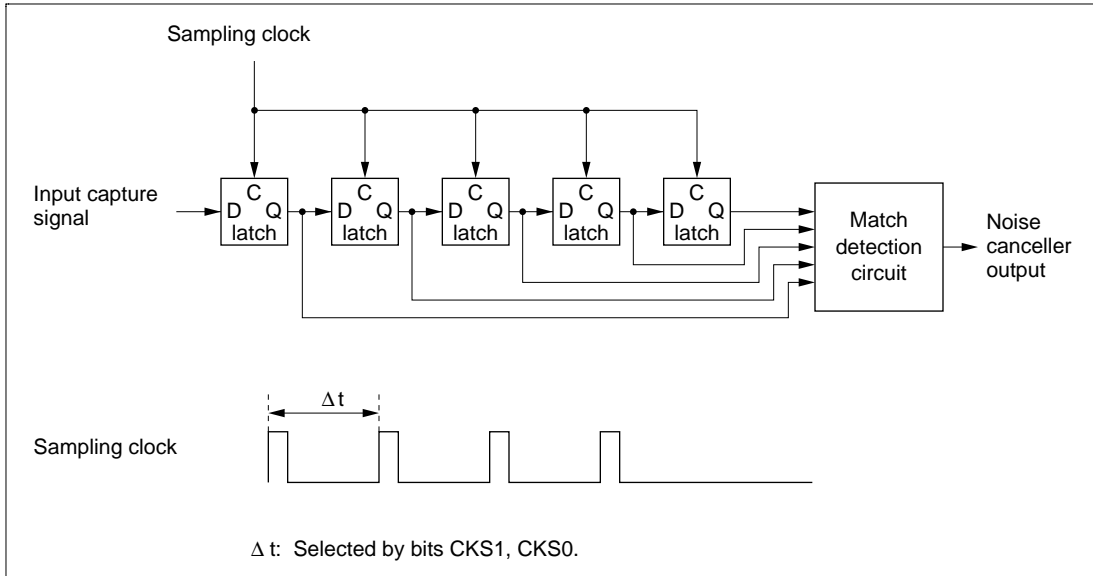 Sampling clock
Input capture
signal
C
D Q
latch
C
D Q
latch
C
D Q
latch
C
D Q
latch
C
D Q
latch
Match
detection
circuit
Noise
canceller
output
Δ t
Sampling clock
Δ t: Selected by bits CKS1, CKS0.